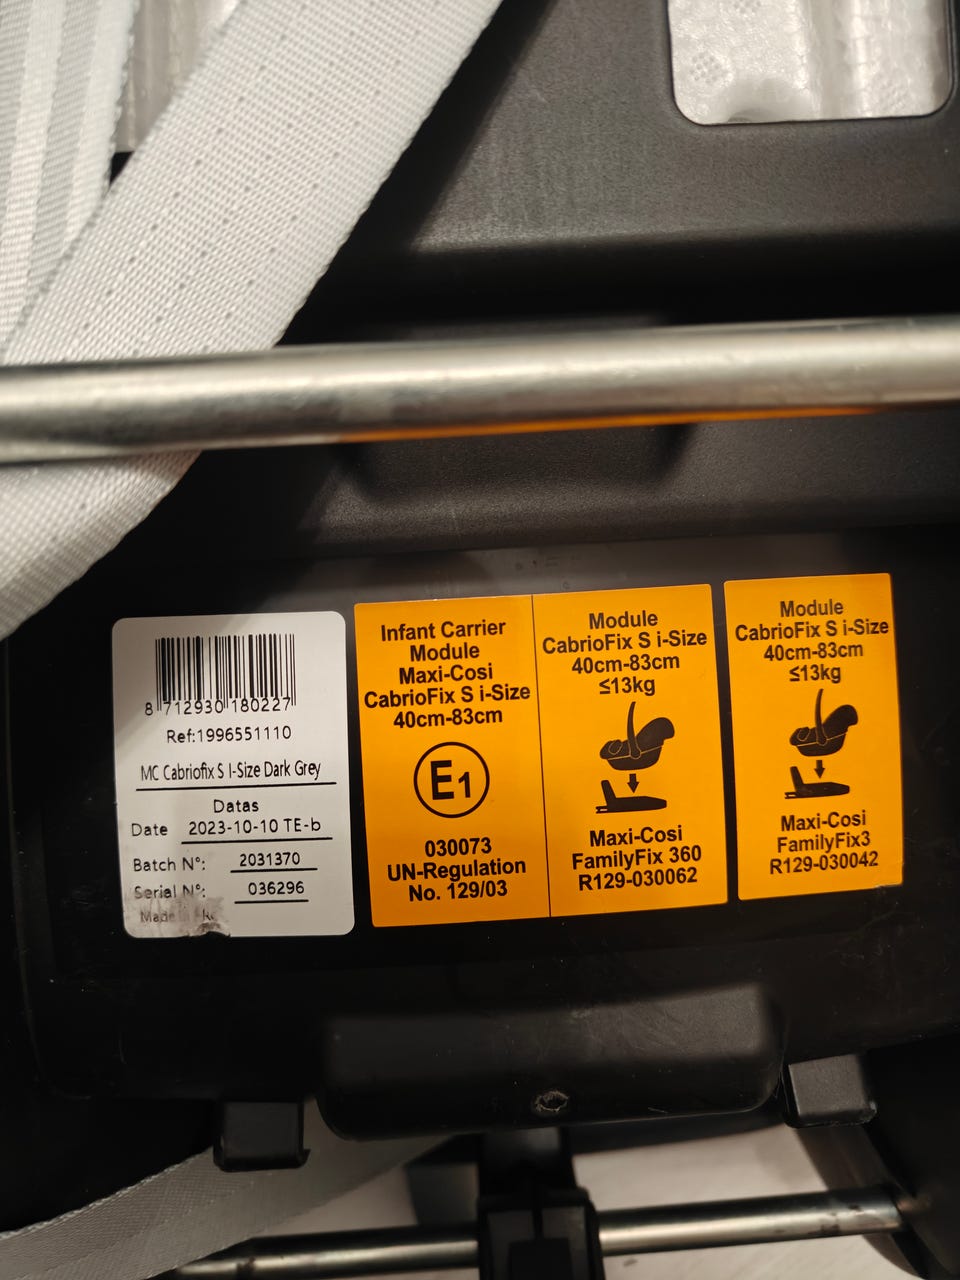 8 712930 180227
Ref:1996551110
MC Cabriofix S I-Size Dark Grey
Datas
Date 2023-10-10 TE-b
Batch N°: 2031370
Serial N°: 036296
Made
Infant Carrier
Module
Maxi-Cosi
CabrioFix S i-Size
40cm-83cm
E1
030073
UN-Regulation
No. 129/03
Module
CabrioFix S i-Size
40cm-83cm
≤13kg
Maxi-Cosi
FamilyFix 360
R129-030062
Module
CabrioFix S i-Size
40cm-83cm
≤13kg
Maxi-Cosi
FamilyFix3
R129-030042